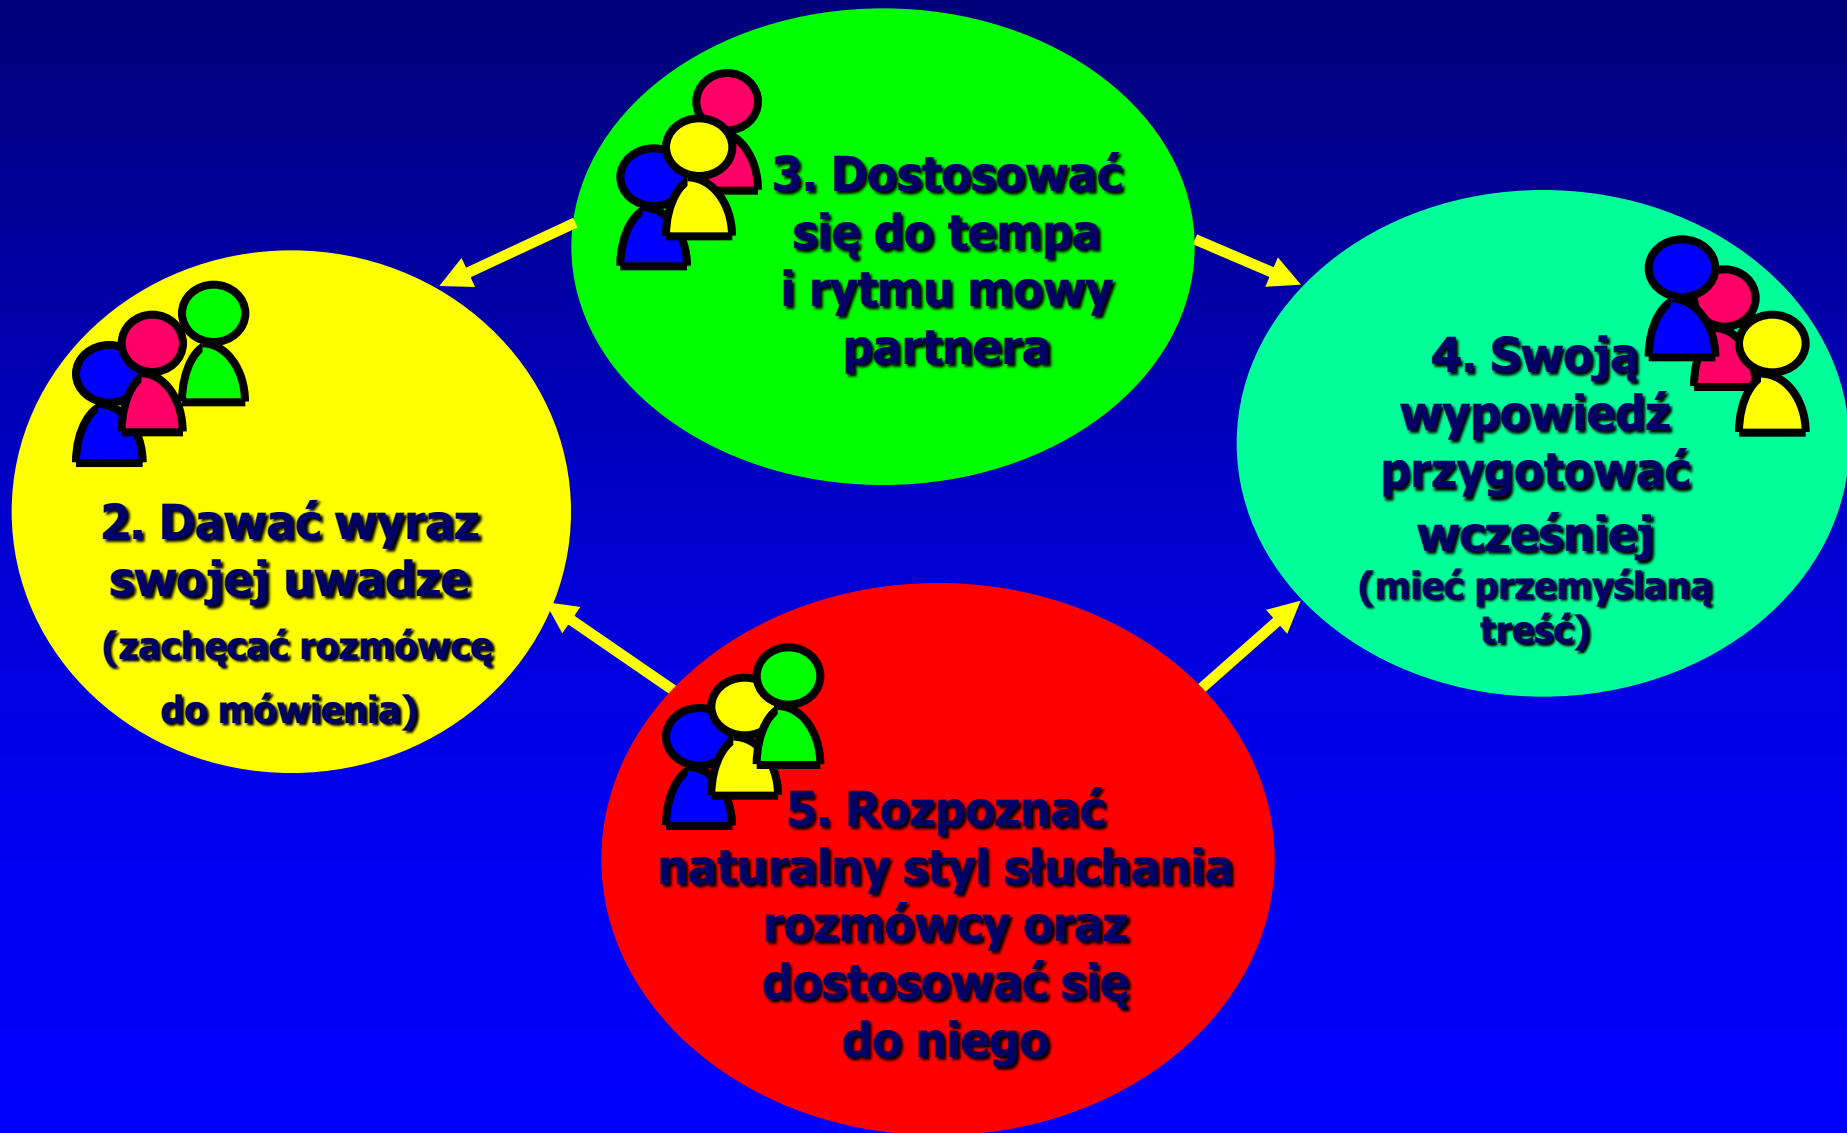 2. Dawać wyraz
swojej uwadze
(zachęcać rozmówcę
do mówienia)
3. Dostosować
się do tempa
i rytmu mowy
partnera
4. Swoją
wypowiedź
przygotować
wcześniej
(mieć przemyślaną
treść)
5. Rozpoznać
naturalny styl słuchania
rozmówcy oraz
dostosować się
do niego